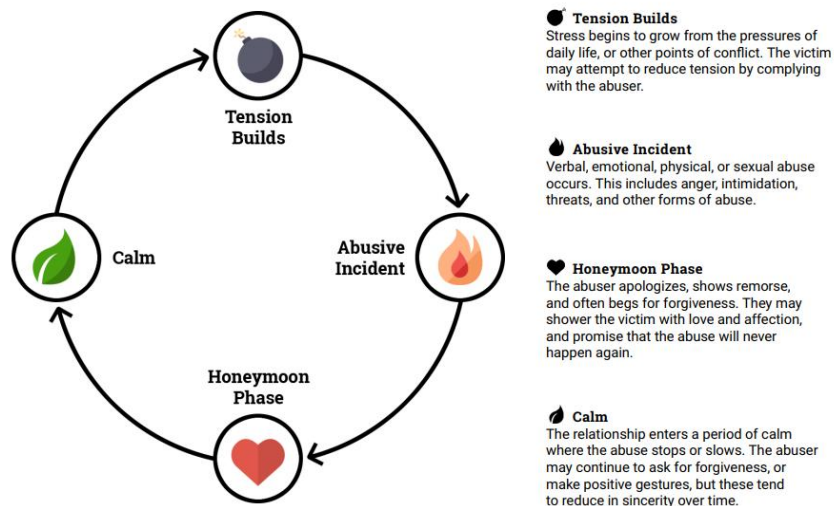 Tension
Builds
Calm
Abusive
Incident
Honeymoon
Phase
Tension Builds
Stress begins to grow from the pressures of
daily life, or other points of conflict. The victim
may attempt to reduce tension by complying
with the abuser.
Abusive Incident
Verbal, emotional, physical, or sexual abuse
occurs. This includes anger, intimidation,
threats, and other forms of abuse.
Honeymoon Phase
The abuser apologizes, shows remorse,
and often begs for forgiveness. They may
shower the victim with love and affection,
and promise that the abuse will never
happen again.
Calm
The relationship enters a period of calm
where the abuse stops or slows. The abuser
may continue to ask for forgiveness, or
make positive gestures, but these tend
to reduce in sincerity over time.